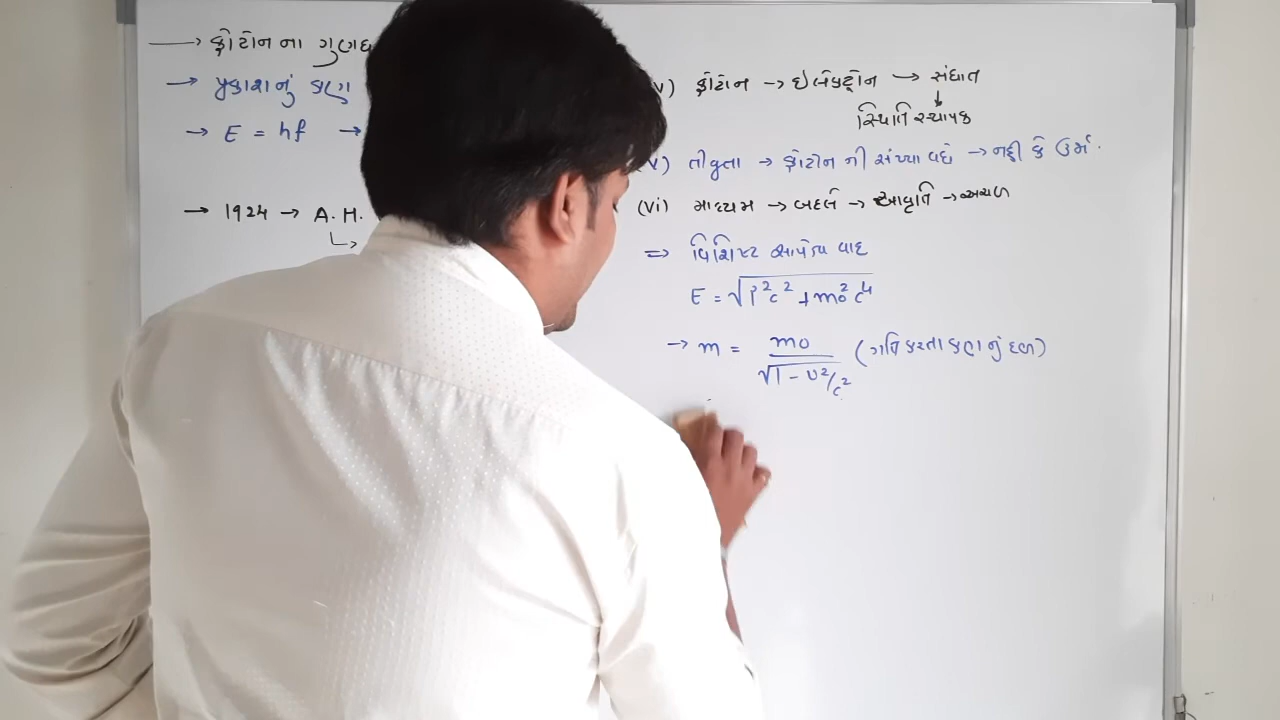 → ફોટોન ના ગુણધ
→ પ્રકાશનું કણ
→ E = hf →
→ 1924 → A.H.
v) ફોટોન → ઇલેક્ટ્રોન → સંઘાત
સ્થિતિસ્થાપક
v) તીવ્રતા → ફોટોન ની સંખ્યા વધે → નહી કે ઉર્જા.
(vi) માધ્યમ → બદલે → આવૃતિ → અચળ
⇒ વિશિષ્ટ સાપેક્ષ વાદ
E = √P²c² + m₀²c⁴
→ m = m₀ / √1 - v²/c² (ગતિ કરતા કણ નું દળ)